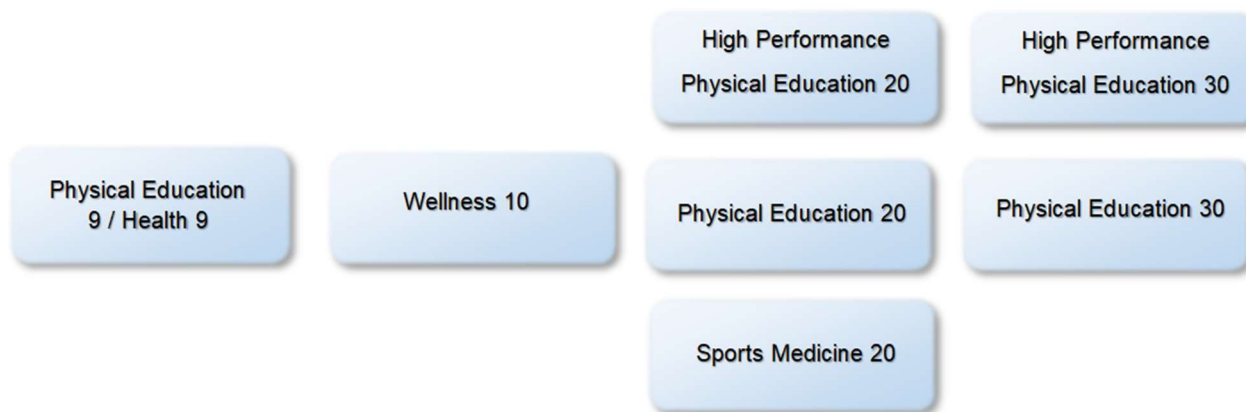 High Performance
Physical Education 20
High Performance
Physical Education 30
Physical Education
9 / Health 9
Wellness 10
Physical Education 20
Physical Education 30
Sports Medicine 20